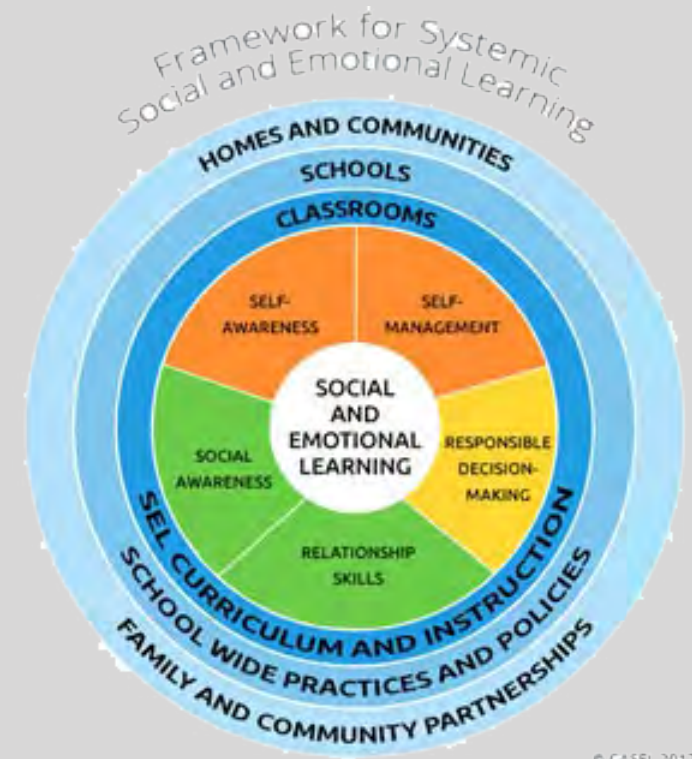 Framework for Systemic
Social and Emotional Learning
HOMES AND COMMUNITIES
SCHOOLS
CLASSROOMS
SELF-
AWARENESS
SELF-
MANAGEMENT
SOCIAL
AND
EMOTIONAL
LEARNING
SOCIAL
AWARENESS
RESPONSIBLE
DECISION-
MAKING
RELATIONSHIP
SKILLS
SEL CURRICULUM AND INSTRUCTION
SCHOOL WIDE PRACTICES AND POLICIES
FAMILY AND COMMUNITY PARTNERSHIPS
© CASEL